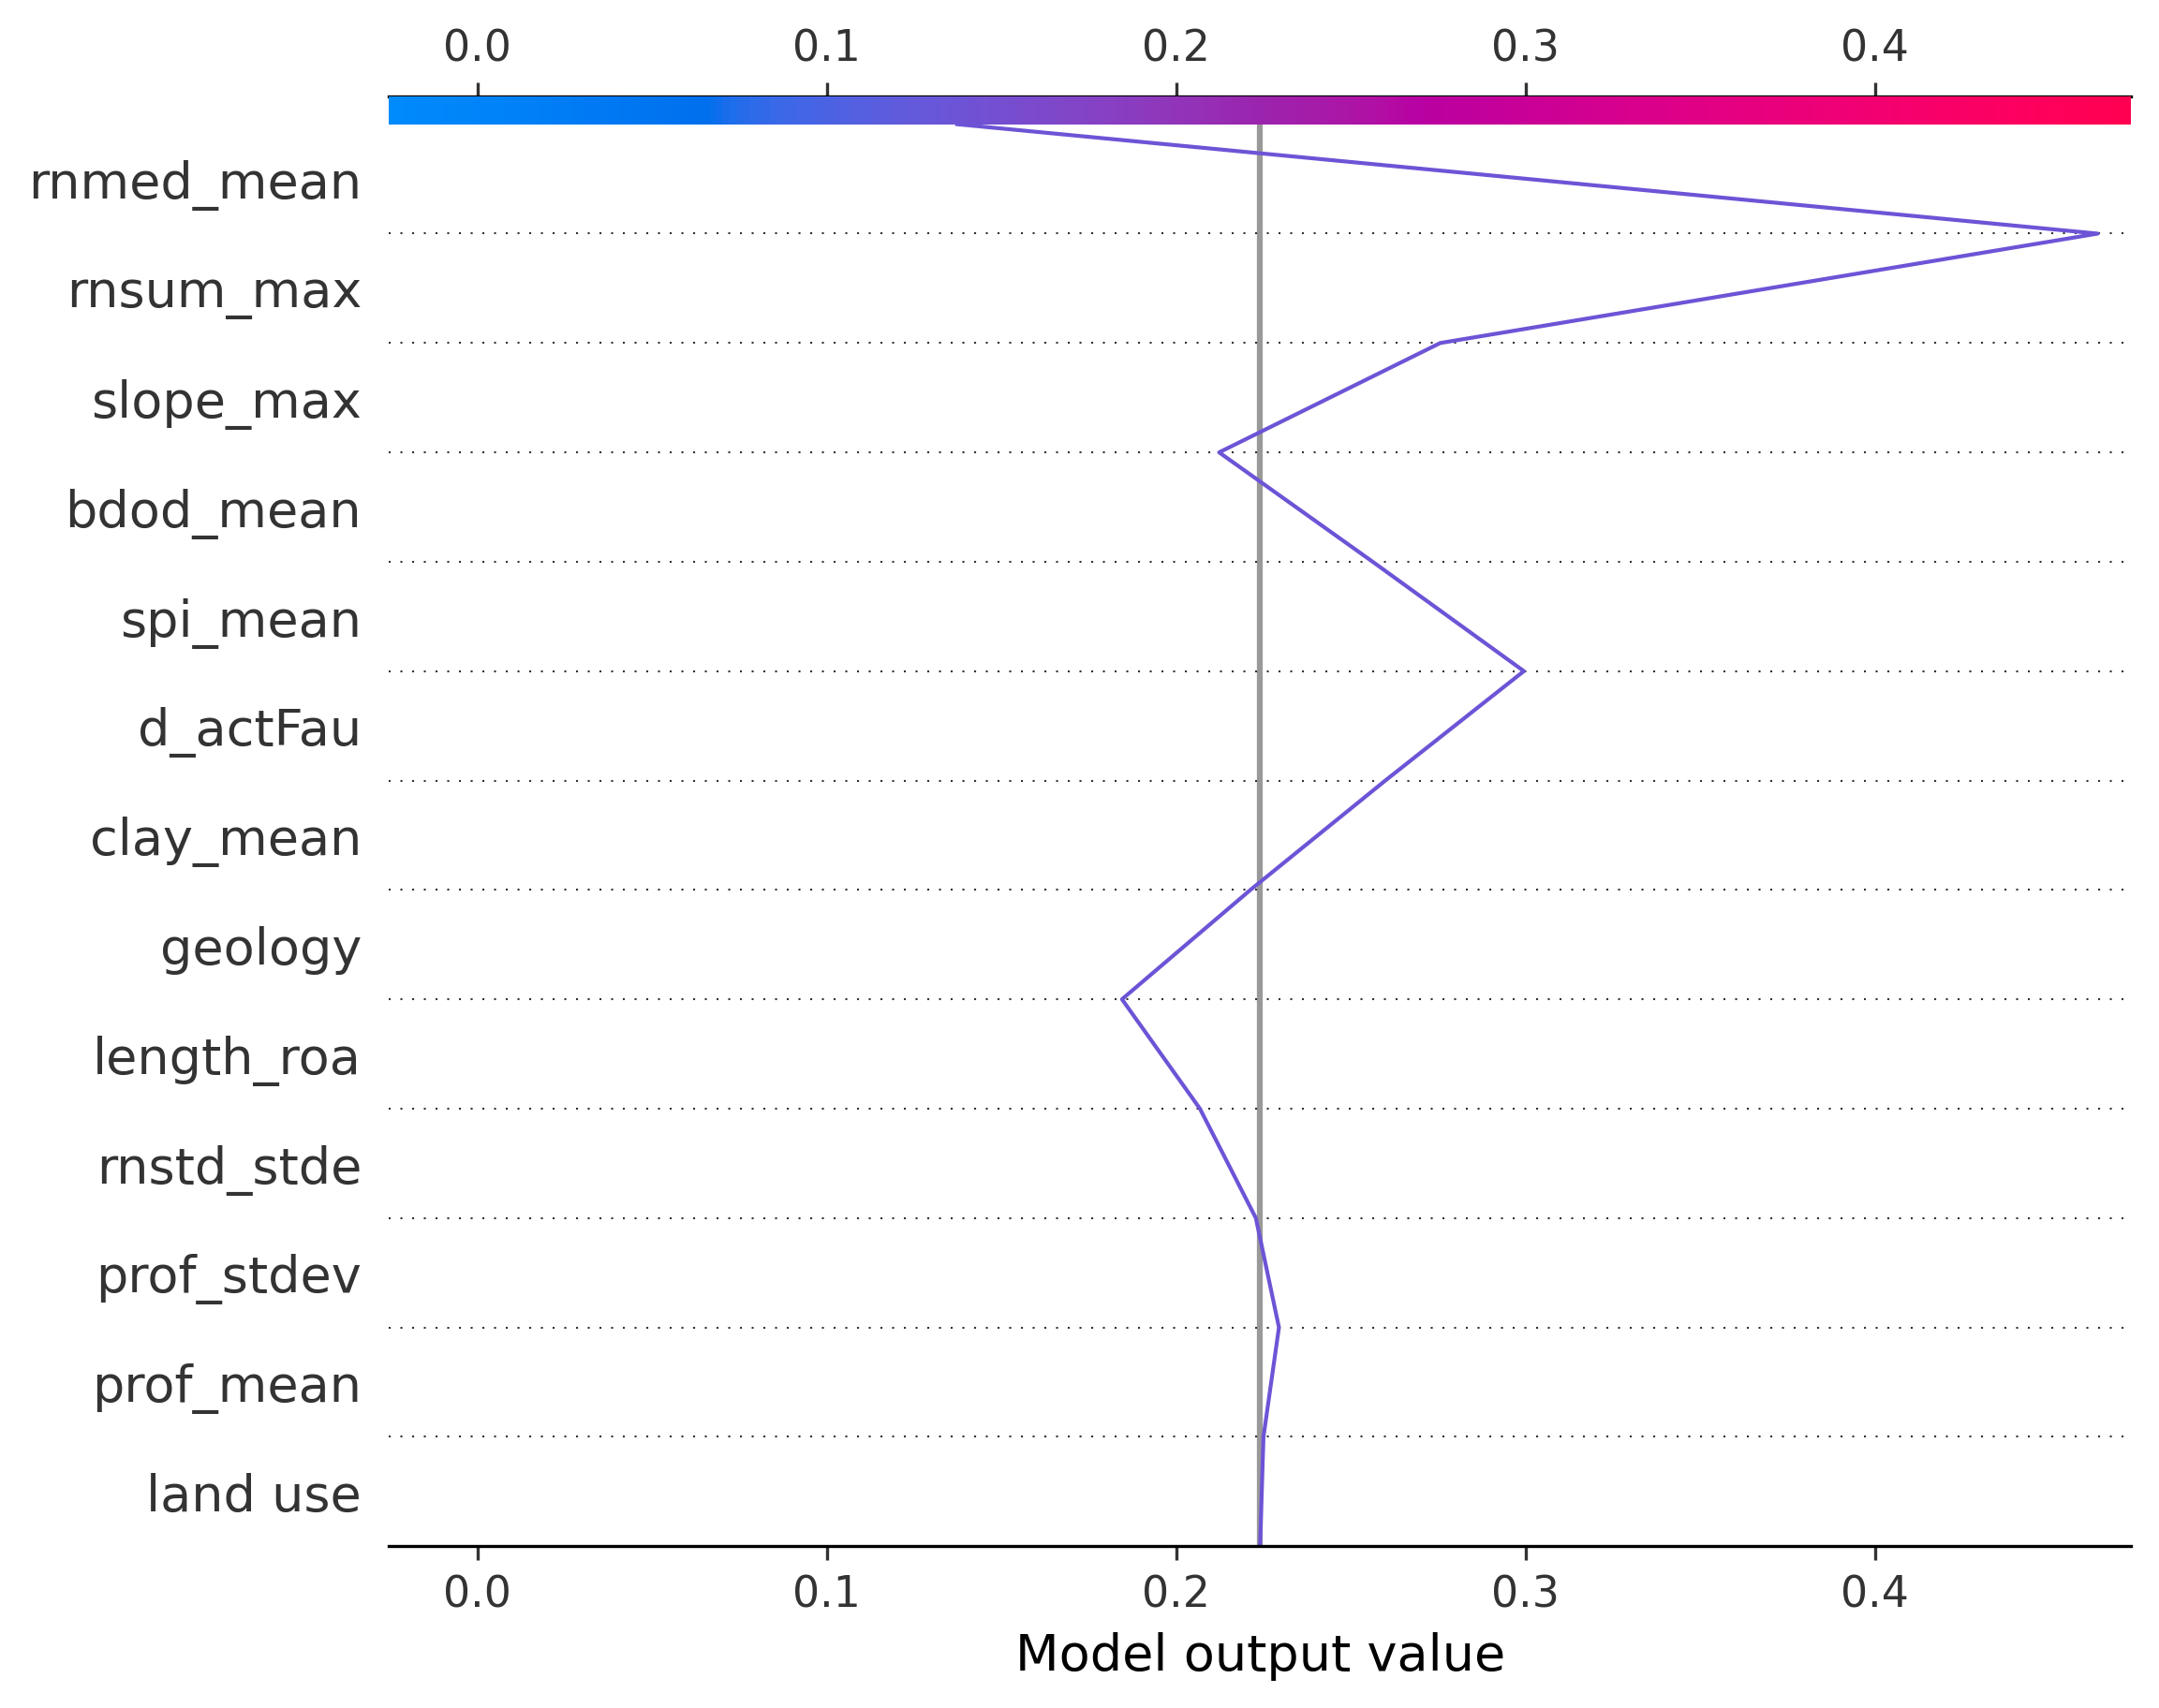 0.0 0.1 0.2 0.3 0.4
rnmed_mean
rnsum_max
slope_max
bdod_mean
spi_mean
d_actFau
clay_mean
geology
length_roa
rnstd_stde
prof_stdev
prof_mean
land use
0.0 0.1 0.2 0.3 0.4
Model output value